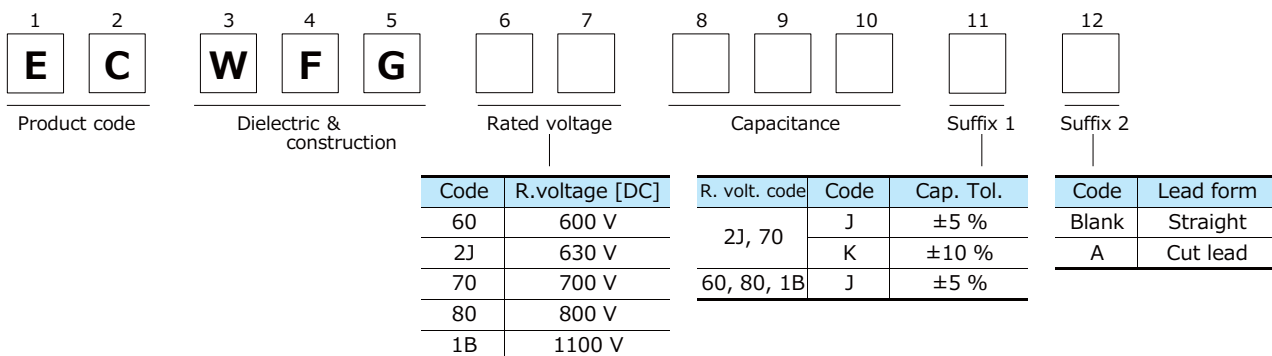 1 2 3 4 5 6 7 8 9 10 11 12
E C W F G
Product code Dielectric & construction Rated voltage Capacitance Suffix 1 Suffix 2
Code R.voltage [DC]
60 600 V
2J 630 V
70 700 V
80 800 V
1B 1100 V
R. volt. code Code Cap. Tol.
2J, 70 J ±5 %
K ±10 %
60, 80, 1B J ±5 %
Code Lead form
Blank Straight
A Cut lead